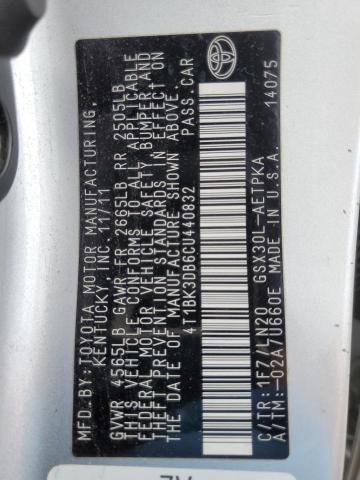 MFD.BY:TOYOTA MOTOR MANUFACTURING,
KENTUCKY, INC. 11/11
GVWR 4565LB GAWR FR 2665LB RR 2505LB
THIS VEHICLE CONFORMS TO ALL APPLICABLE
FEDERAL MOTOR VEHICLE SAFETY, BUMPER, AND
THEFT PREVENTION STANDARDS IN EFFECT ON
THE DATE OF MANUFACTURE SHOWN ABOVE.
4T1BK3DB6CU440832 PASS.CAR
C/TR:1F7/LN20 GSX30L-AETPKA
A/TM:-02A/U660E MADE IN U.S.A. 14075